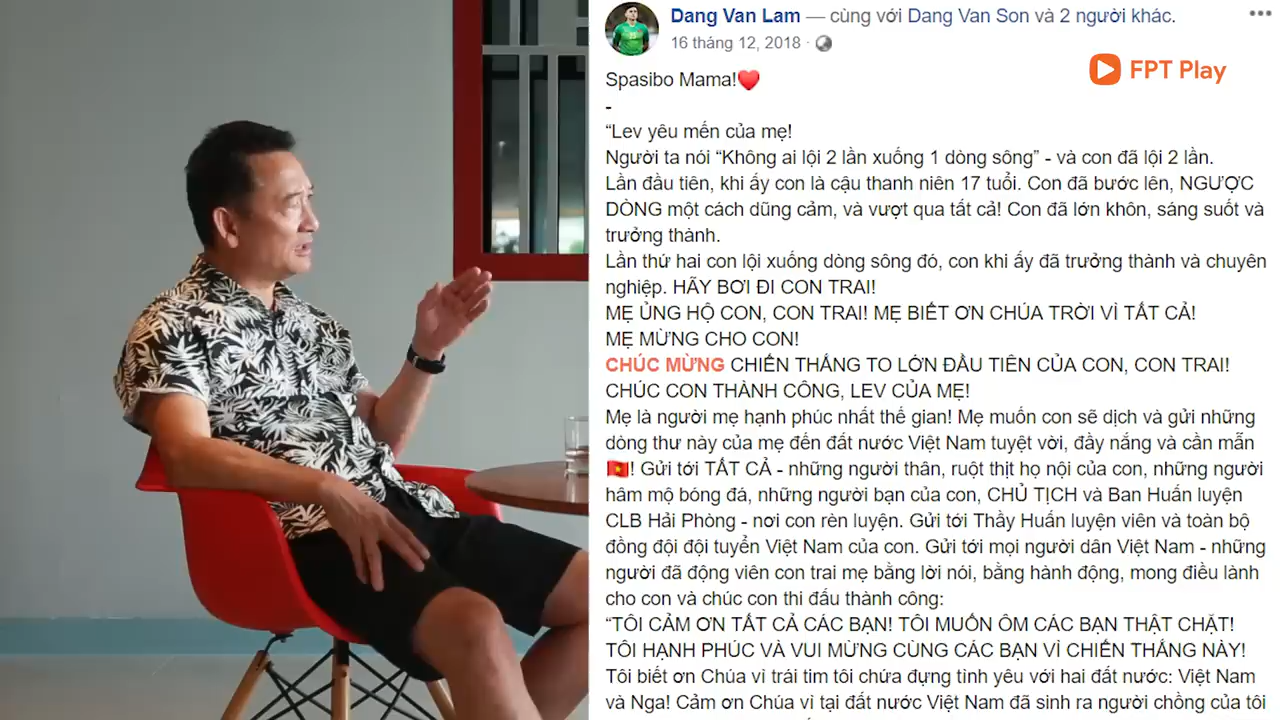 Dang Van Lam — cùng với Dang Van Son và 2 người khác.
16 tháng 12, 2018 ·
FPT Play
Spasibo Mama!❤️
-
“Lev yêu mến của mẹ!
Người ta nói “Không ai lội 2 lần xuống 1 dòng sông” - và con đã lội 2 lần.
Lần đầu tiên, khi ấy con là cậu thanh niên 17 tuổi. Con đã bước lên, NGƯỢC
DÒNG một cách dũng cảm, và vượt qua tất cả! Con đã lớn khôn, sáng suốt và
trưởng thành.
Lần thứ hai con lội xuống dòng sông đó, con khi ấy đã trưởng thành và chuyên
nghiệp. HÃY BƠI ĐI CON TRAI!
MẸ ỦNG HỘ CON, CON TRAI! MẸ BIẾT ƠN CHÚA TRỜI VÌ TẤT CẢ!
MẸ MỪNG CHO CON!
CHÚC MỪNG CHIẾN THẮNG TO LỚN ĐẦU TIÊN CỦA CON, CON TRAI!
CHÚC CON THÀNH CÔNG, LEV CỦA MẸ!
Mẹ là người mẹ hạnh phúc nhất thế gian! Mẹ muốn con sẽ dịch và gửi những
dòng thư này của mẹ đến đất nước Việt Nam tuyệt vời, đầy nắng và cần mẫn
🇻🇳! Gửi tới TẤT CẢ - những người thân, ruột thịt họ nội của con, những người
hâm mộ bóng đá, những người bạn của con, CHỦ TỊCH và Ban Huấn luyện
CLB Hải Phòng - nơi con rèn luyện. Gửi tới Thầy Huấn luyện viên và toàn bộ
đồng đội đội tuyển Việt Nam của con. Gửi tới mọi người dân Việt Nam - những
người đã động viên con trai mẹ bằng lời nói, bằng hành động, mong điều lành
cho con và chúc con thi đấu thành công:
“TÔI CẢM ƠN TẤT CẢ CÁC BẠN! TÔI MUỐN ÔM CÁC BẠN THẬT CHẶT!
TÔI HẠNH PHÚC VÀ VUI MỪNG CÙNG CÁC BẠN VÌ CHIẾN THẮNG NÀY!
Tôi biết ơn Chúa vì trái tim tôi chứa đựng tình yêu với hai đất nước: Việt Nam
và Nga! Cảm ơn Chúa vì tại đất nước Việt Nam đã sinh ra người chồng của tôi